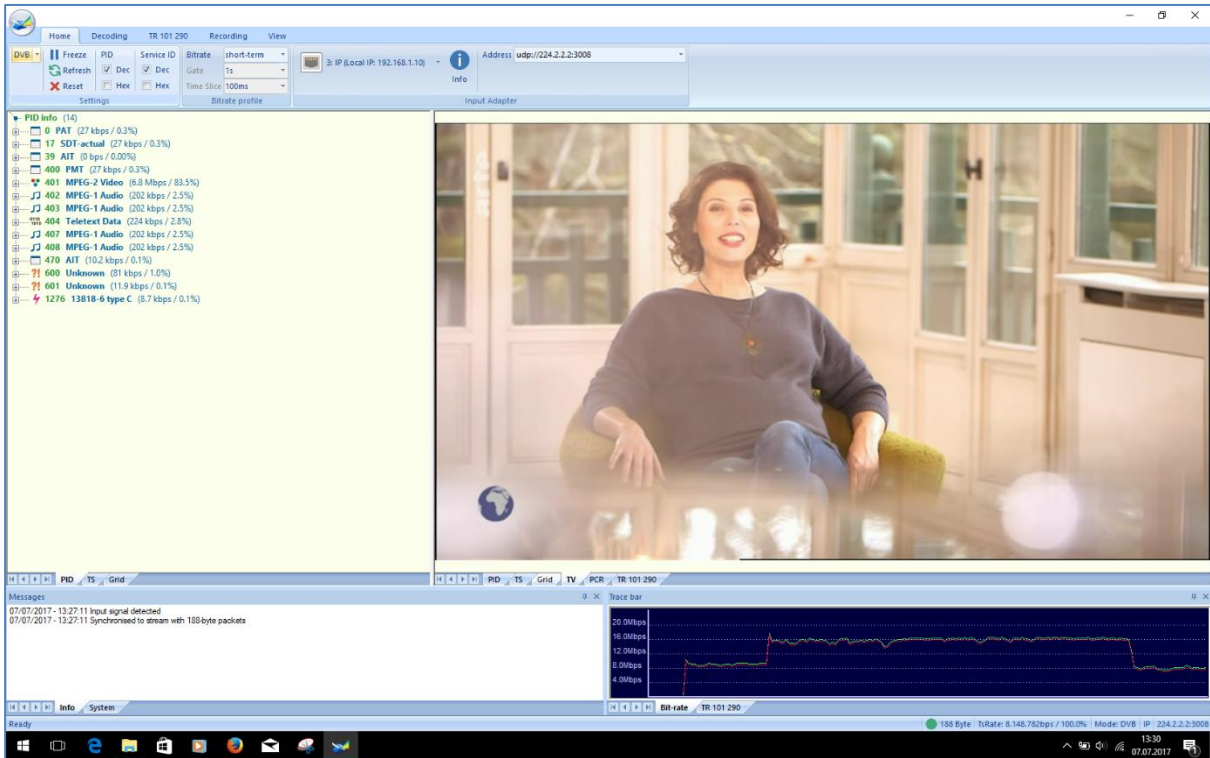 Home Decoding TR 101 290 Recording View
DVB Freeze PID Service ID Bitrate short-term
Refresh Dec Dec Gate 1s
Reset Hex Hex Time Slice 100ms
3: IP (Local IP: 192.168.1.10)
Info
Address udp://224.2.2.2:3008
Settings Bitrate profile Input Adapter
PID info (14)
0 PAT (27 kbps / 0.3%)
17 SDT-actual (27 kbps / 0.3%)
39 AIT (0 bps / 0.00%)
400 PMT (27 kbps / 0.3%)
401 MPEG-2 Video (6.8 Mbps / 83.5%)
402 MPEG-1 Audio (202 kbps / 2.5%)
403 MPEG-1 Audio (202 kbps / 2.5%)
404 Teletext Data (224 kbps / 2.8%)
407 MPEG-1 Audio (202 kbps / 2.5%)
408 MPEG-1 Audio (202 kbps / 2.5%)
470 AIT (10.2 kbps / 0.1%)
?! 600 Unknown (81 kbps / 1.0%)
?! 601 Unknown (11.9 kbps / 0.1%)
1276 13818-6 type C (8.7 kbps / 0.1%)
arte
PID TS Grid
PID TS Grid TV PCR TR 101 290
Messages
07/07/2017 - 13:27:11 Input signal detected
07/07/2017 - 13:27:11 Synchronised to stream with 188-byte packets
Info System
Trace bar
20.0Mbps
16.0Mbps
12.0Mbps
8.0Mbps
4.0Mbps
Bit-rate TR 101 290
Ready
188 Byte TsRate: 8.148.782bps / 100.0% Mode: DVB IP 224.2.2.2:3008
13:30
07.07.2017